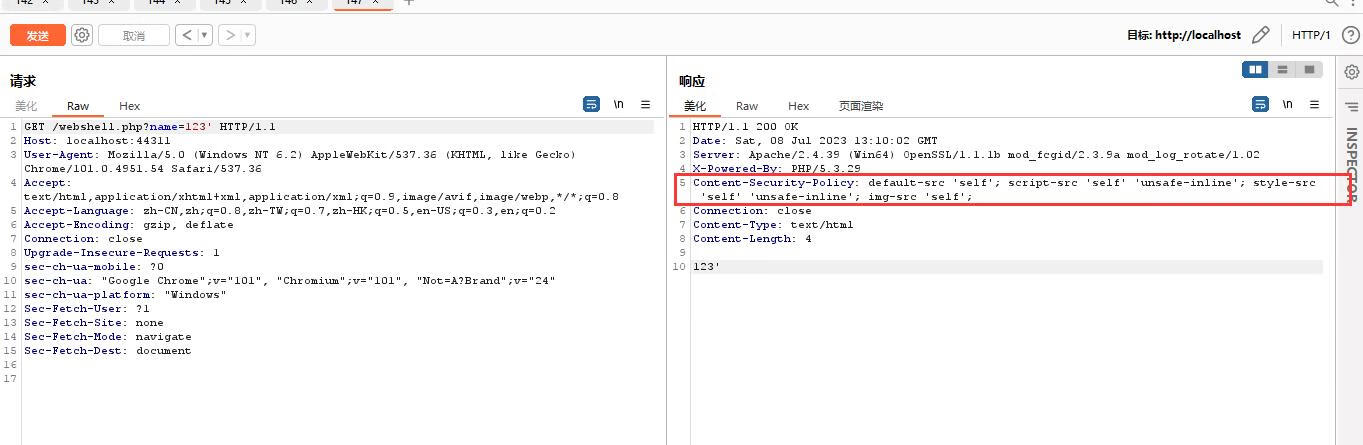 142 × 143 × 144 × 145 × 146 × 147 × +
发送 取消 < ▾ > ▾ 目标: http://localhost HTTP/1 ?
请求
美化 Raw Hex \n ☰
1 GET /webshell.php?name=123' HTTP/1.1
2 Host: localhost:44311
3 User-Agent: Mozilla/5.0 (Windows NT 6.2) AppleWebKit/537.36 (KHTML, like Gecko)
Chrome/101.0.4951.54 Safari/537.36
4 Accept:
text/html,application/xhtml+xml,application/xml;q=0.9,image/avif,image/webp,*/*;q=0.8
5 Accept-Language: zh-CN,zh;q=0.8,zh-TW;q=0.7,zh-HK;q=0.5,en-US;q=0.3,en;q=0.2
6 Accept-Encoding: gzip, deflate
7 Connection: close
8 Upgrade-Insecure-Requests: 1
9 sec-ch-ua-mobile: ?0
10 sec-ch-ua: "Google Chrome";v="101", "Chromium";v="101", "Not=A?Brand";v="24"
11 sec-ch-ua-platform: "Windows"
12 Sec-Fetch-User: ?1
13 Sec-Fetch-Site: none
14 Sec-Fetch-Mode: navigate
15 Sec-Fetch-Dest: document
16
17
响应
美化 Raw Hex 页面渲染 \n ☰
1 HTTP/1.1 200 OK
2 Date: Sat, 08 Jul 2023 13:10:02 GMT
3 Server: Apache/2.4.39 (Win64) OpenSSL/1.1.1b mod_fcgid/2.3.9a mod_log_rotate/1.02
4 X-Powered-By: PHP/5.3.29
5 Content-Security-Policy: default-src 'self'; script-src 'self' 'unsafe-inline'; style-src
'self' 'unsafe-inline'; img-src 'self';
6 Connection: close
7 Content-Type: text/html
8 Content-Length: 4
9
10 123'
INSPECTOR